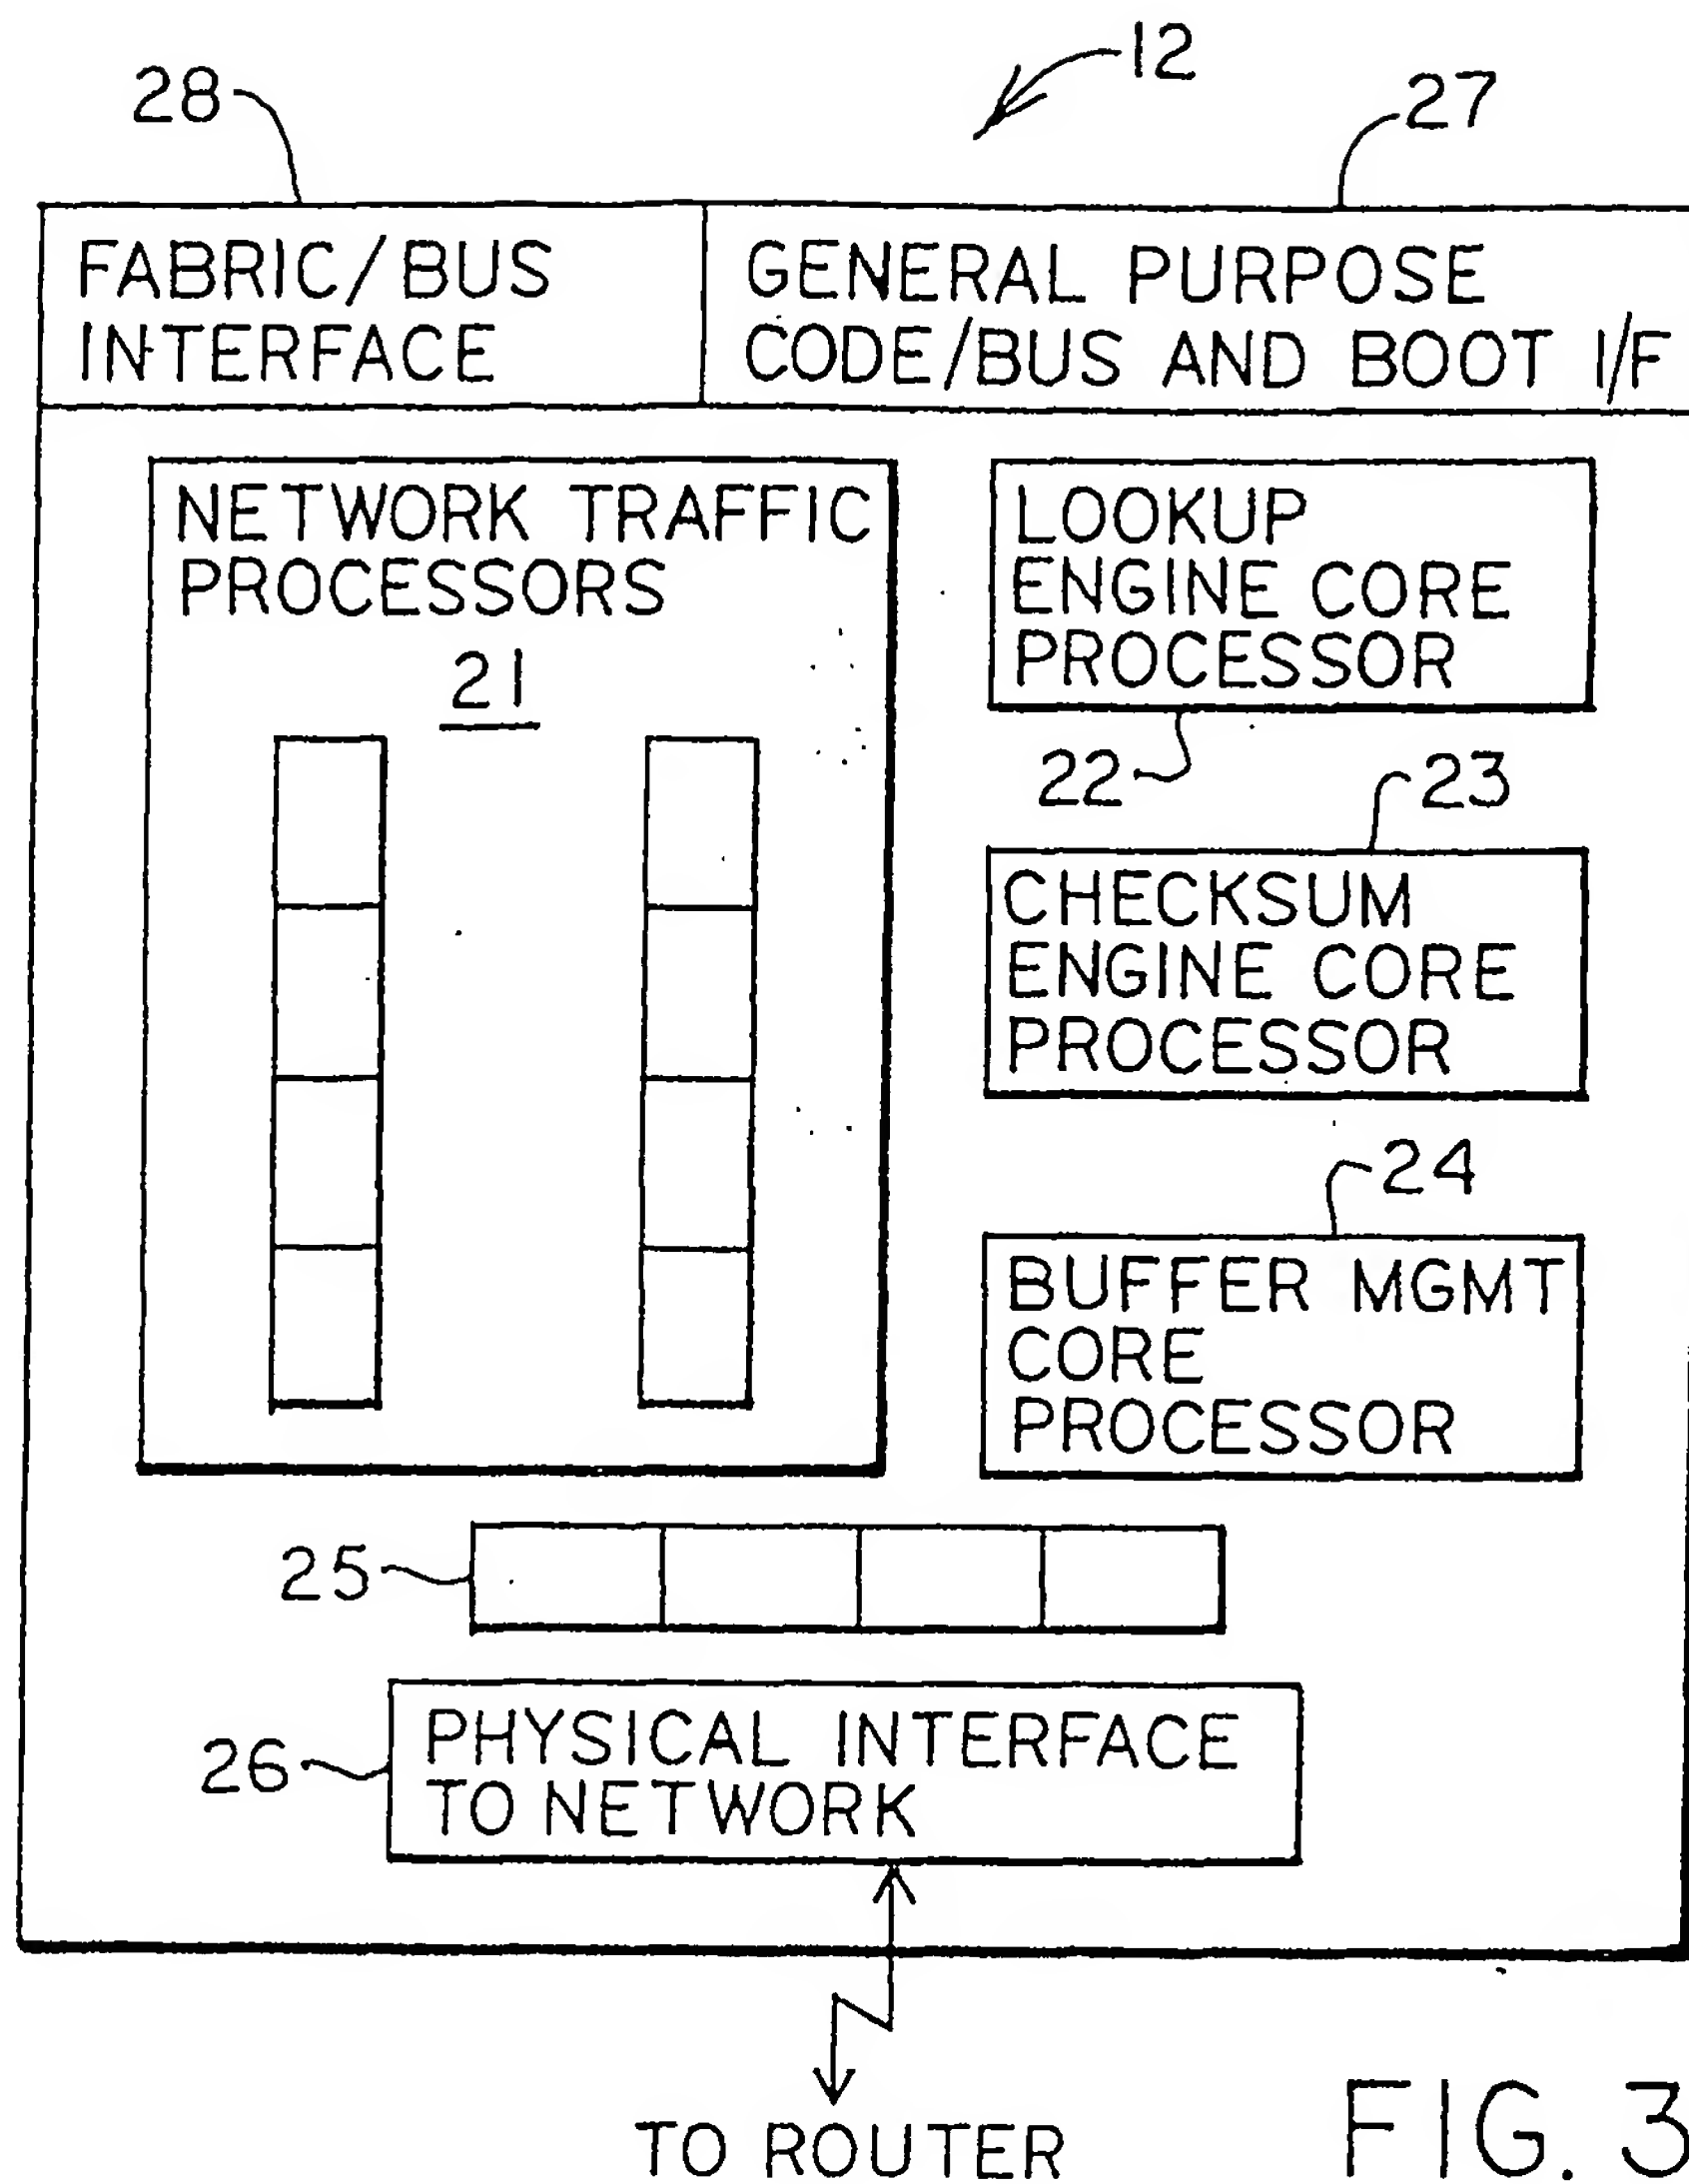 12
28
27
FABRIC/BUS
INTERFACE
GENERAL PURPOSE
CODE/BUS AND BOOT I/F
NETWORK TRAFFIC
PROCESSORS
21
LOOKUP
ENGINE CORE
PROCESSOR
22
23
CHECKSUM
ENGINE CORE
PROCESSOR
24
BUFFER MGMT
CORE
PROCESSOR
25
26
PHYSICAL INTERFACE
TO NETWORK
TO ROUTER
FIG. 3